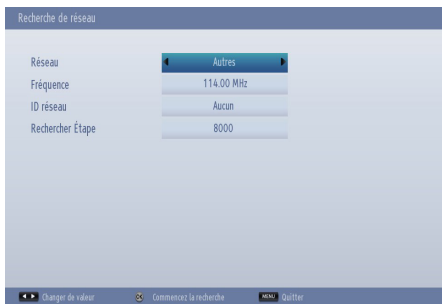 Recherche de réseau
Réseau Autres
Fréquence 114.00 MHz
ID réseau Aucun
Rechercher Étape 8000
Changer de valeur OK Commencez la recherche MENU Quitter